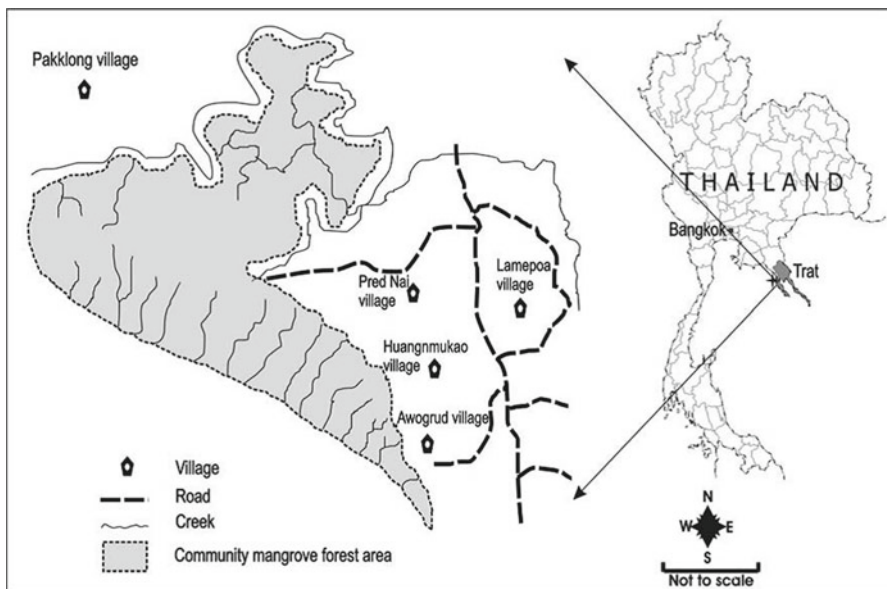 Pakklong village
Pred Nai
village
Lamepoa
village
Huangnmukao
village
Awogrud village
Village
Road
Creek
Community mangrove forest area
THAILAND
Bangkok
Trat
N
W E
S
Not to scale